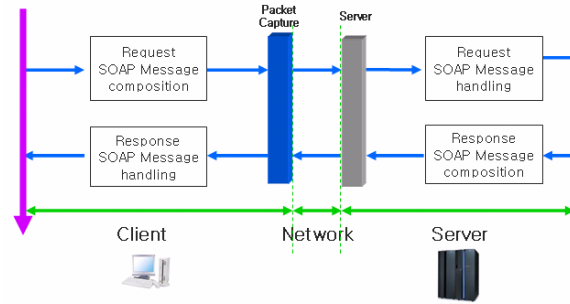 Packet
Capture
Server
Request
SOAP Message
composition
Request
SOAP Message
handling
Response
SOAP Message
handling
Response
SOAP Message
composition
Client
Network
Server